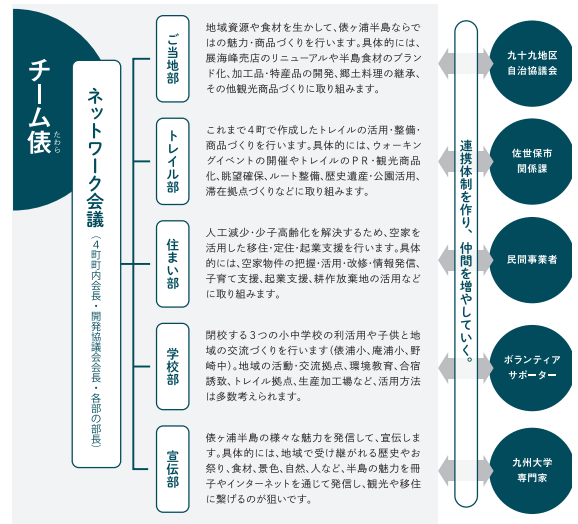 チーム俵
たわら
ネットワーク会議
（４町町内会長・開発協議会会長・各部の部長）
ご当地部
地域資源や食材を生かして、俵ヶ浦半島ならで
はの魅力・商品づくりを行います。具体的には、
展海峰売店のリニューアルや半島食材のブラン
ド化、加工品・特産品の開発、郷土料理の継承、
その他観光商品づくりに取り組みます。
トレイル部
これまで４町で作成したトレイルの活用・整備・
商品づくりを行います。具体的には、ウォーキン
グイベントの開催やトレイルのＰＲ・観光商品
化、眺望確保、ルート整備、歴史遺産・公園活用、
滞在拠点づくりなどに取り組みます。
住まい部
人工減少・少子高齢化を解決するため、空家を
活用した移住・定住・起業支援を行います。具体
的には、空家物件の把握・活用・改修・情報発信、
子育て支援、起業支援、耕作放棄地の活用など
に取り組みます。
学校部
閉校する３つの小中学校の利活用や子供と地
域の交流づくりを行います（俵浦小、庵浦小、野
崎中）。地域の活動・交流拠点、環境教育、合宿
誘致、トレイル拠点、生産加工場など、活用方法
は多数考えられます。
宣伝部
俵ヶ浦半島の様々な魅力を発信して、宣伝しま
す。具体的には、地域で受け継がれる歴史やお
祭り、食材、景色、自然、人など、半島の魅力を冊
子やインターネットを通じて発信し、観光や移住
に繋げるのが狙いです。
連携体制を作り、仲間を増やしていく。
九十九地区
自治協議会
佐世保市
関係課
民間事業者
ボランティア
サポーター
九州大学
専門家